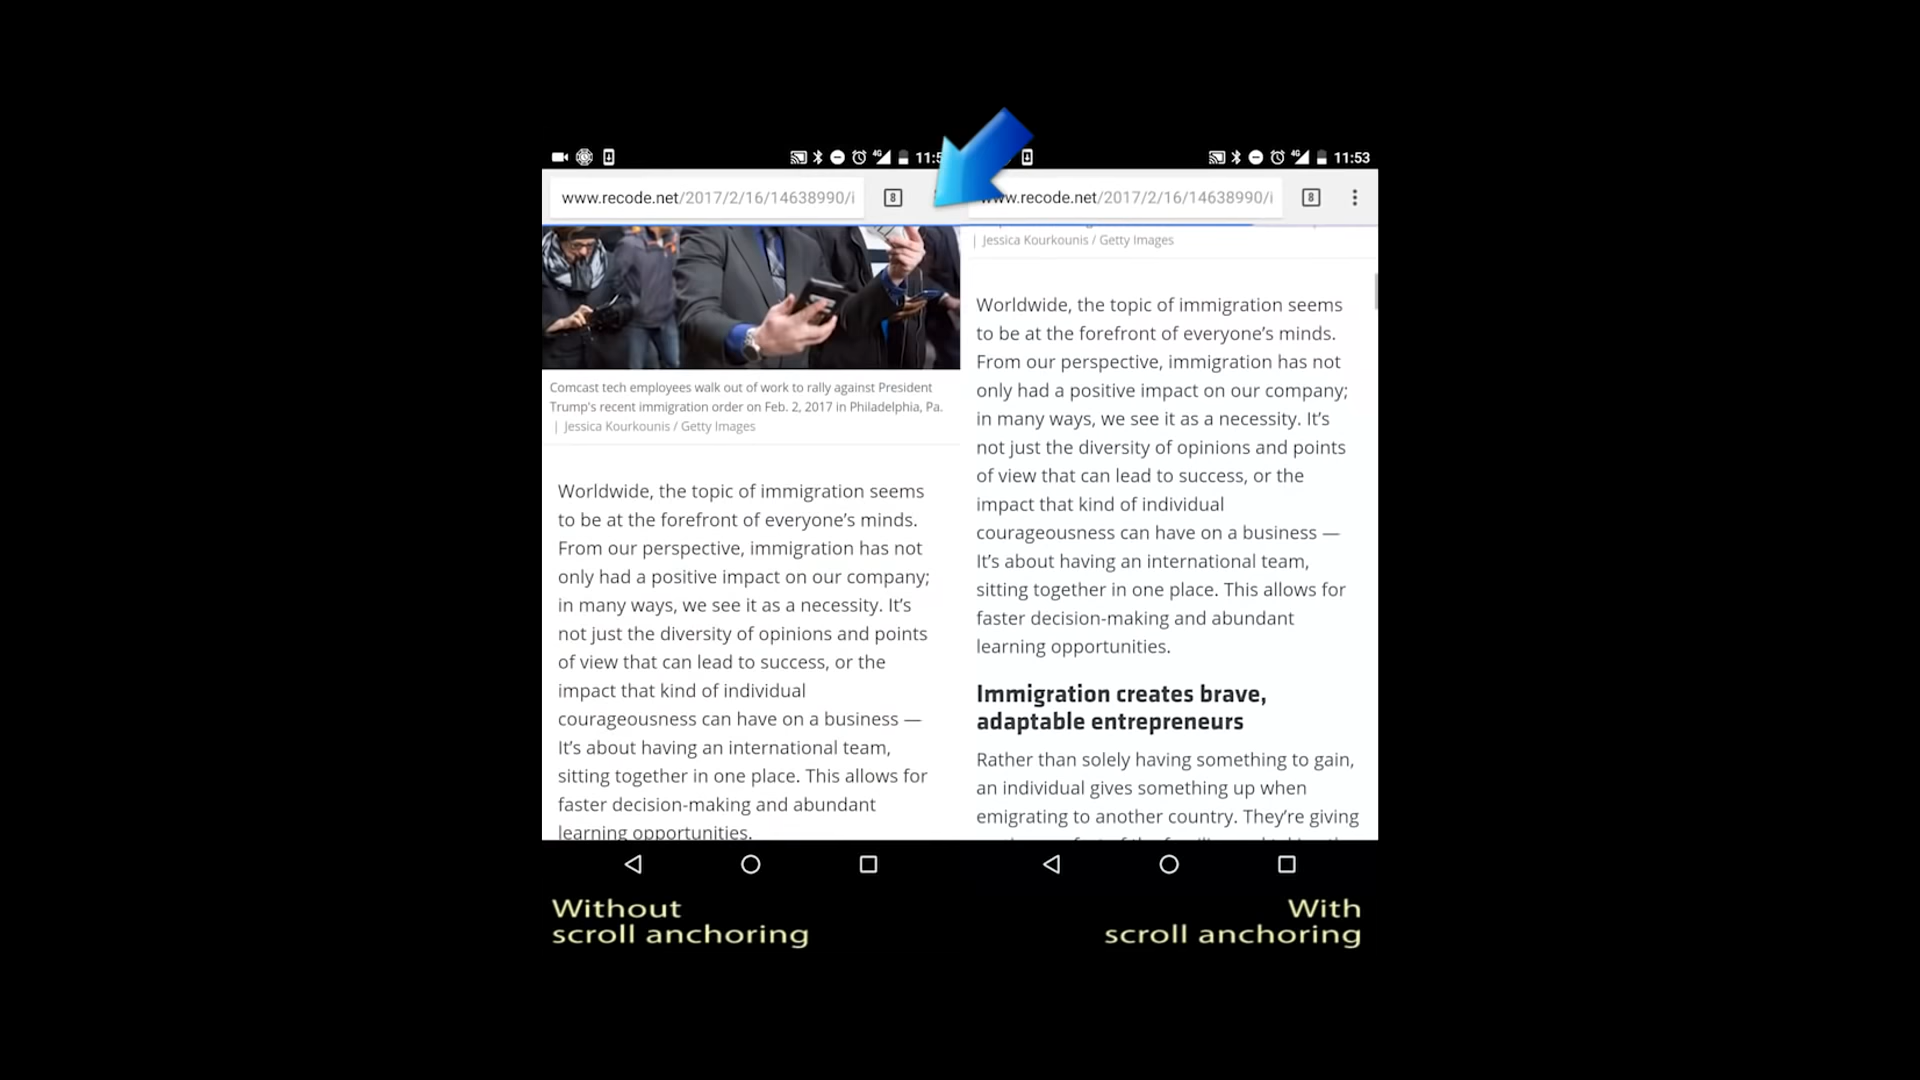 11:5
www.recode.net/2017/2/16/14638990/i
8
Comcast tech employees walk out of work to rally against President
Trump's recent immigration order on Feb. 2, 2017 in Philadelphia, Pa.
| Jessica Kourkounis / Getty Images
Worldwide, the topic of immigration seems
to be at the forefront of everyone's minds.
From our perspective, immigration has not
only had a positive impact on our company;
in many ways, we see it as a necessity. It's
not just the diversity of opinions and points
of view that can lead to success, or the
impact that kind of individual
courageousness can have on a business —
It's about having an international team,
sitting together in one place. This allows for
faster decision-making and abundant
learning opportunities.
Without
scroll anchoring
4G
11:53
www.recode.net/2017/2/16/14638990/i
8
| Jessica Kourkounis / Getty Images
Worldwide, the topic of immigration seems
to be at the forefront of everyone's minds.
From our perspective, immigration has not
only had a positive impact on our company;
in many ways, we see it as a necessity. It's
not just the diversity of opinions and points
of view that can lead to success, or the
impact that kind of individual
courageousness can have on a business —
It's about having an international team,
sitting together in one place. This allows for
faster decision-making and abundant
learning opportunities.
Immigration creates brave,
adaptable entrepreneurs
Rather than solely having something to gain,
an individual gives something up when
emigrating to another country. They're giving
With
scroll anchoring